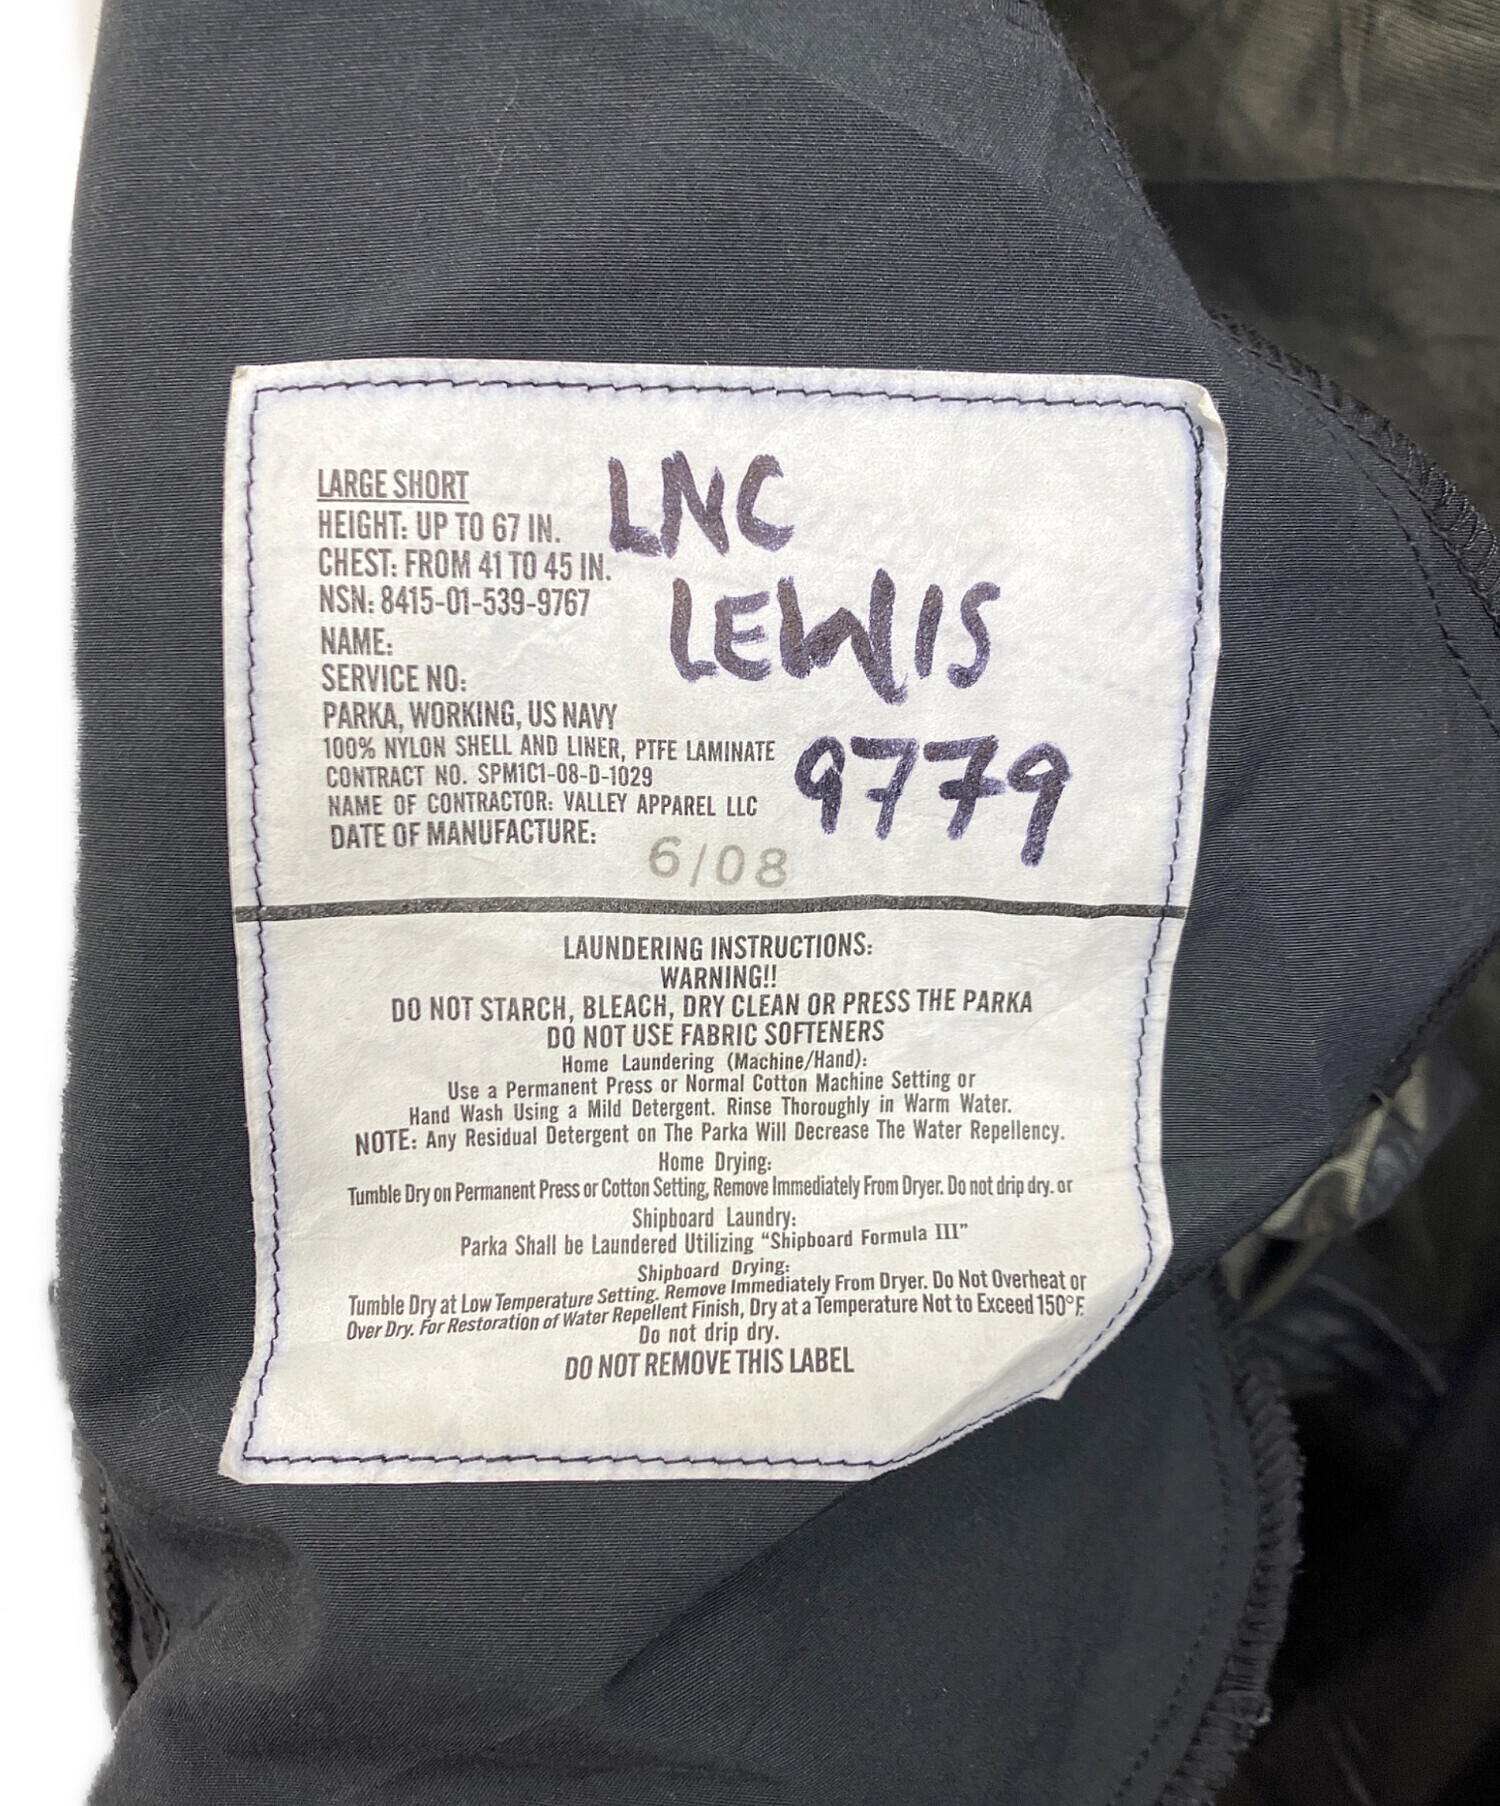 LARGE SHORT
HEIGHT: UP TO 67 IN.
CHEST: FROM 41 TO 45 IN.
NSN: 8415-01-539-9767
NAME:
SERVICE NO:
PARKA, WORKING, US NAVY
100% NYLON SHELL AND LINER, PTFE LAMINATE
CONTRACT NO. SPM1C1-08-D-1029
NAME OF CONTRACTOR: VALLEY APPAREL LLC
DATE OF MANUFACTURE:
6/08
LNC
LEWIS
9779
LAUNDERING INSTRUCTIONS:
WARNING!!
DO NOT STARCH, BLEACH, DRY CLEAN OR PRESS THE PARKA
DO NOT USE FABRIC SOFTENERS
Home Laundering (Machine/Hand):
Use a Permanent Press or Normal Cotton Machine Setting or
Hand Wash Using a Mild Detergent. Rinse Thoroughly in Warm Water.
NOTE: Any Residual Detergent on The Parka Will Decrease The Water Repellency.
Home Drying:
Tumble Dry on Permanent Press or Cotton Setting, Remove Immediately From Dryer. Do not drip dry. or
Shipboard Laundry:
Parka Shall be Laundered Utilizing “Shipboard Formula III”
Shipboard Drying:
Tumble Dry at Low Temperature Setting. Remove Immediately From Dryer. Do Not Overheat or
Over Dry. For Restoration of Water Repellent Finish, Dry at a Temperature Not to Exceed 150°F.
Do not drip dry.
DO NOT REMOVE THIS LABEL